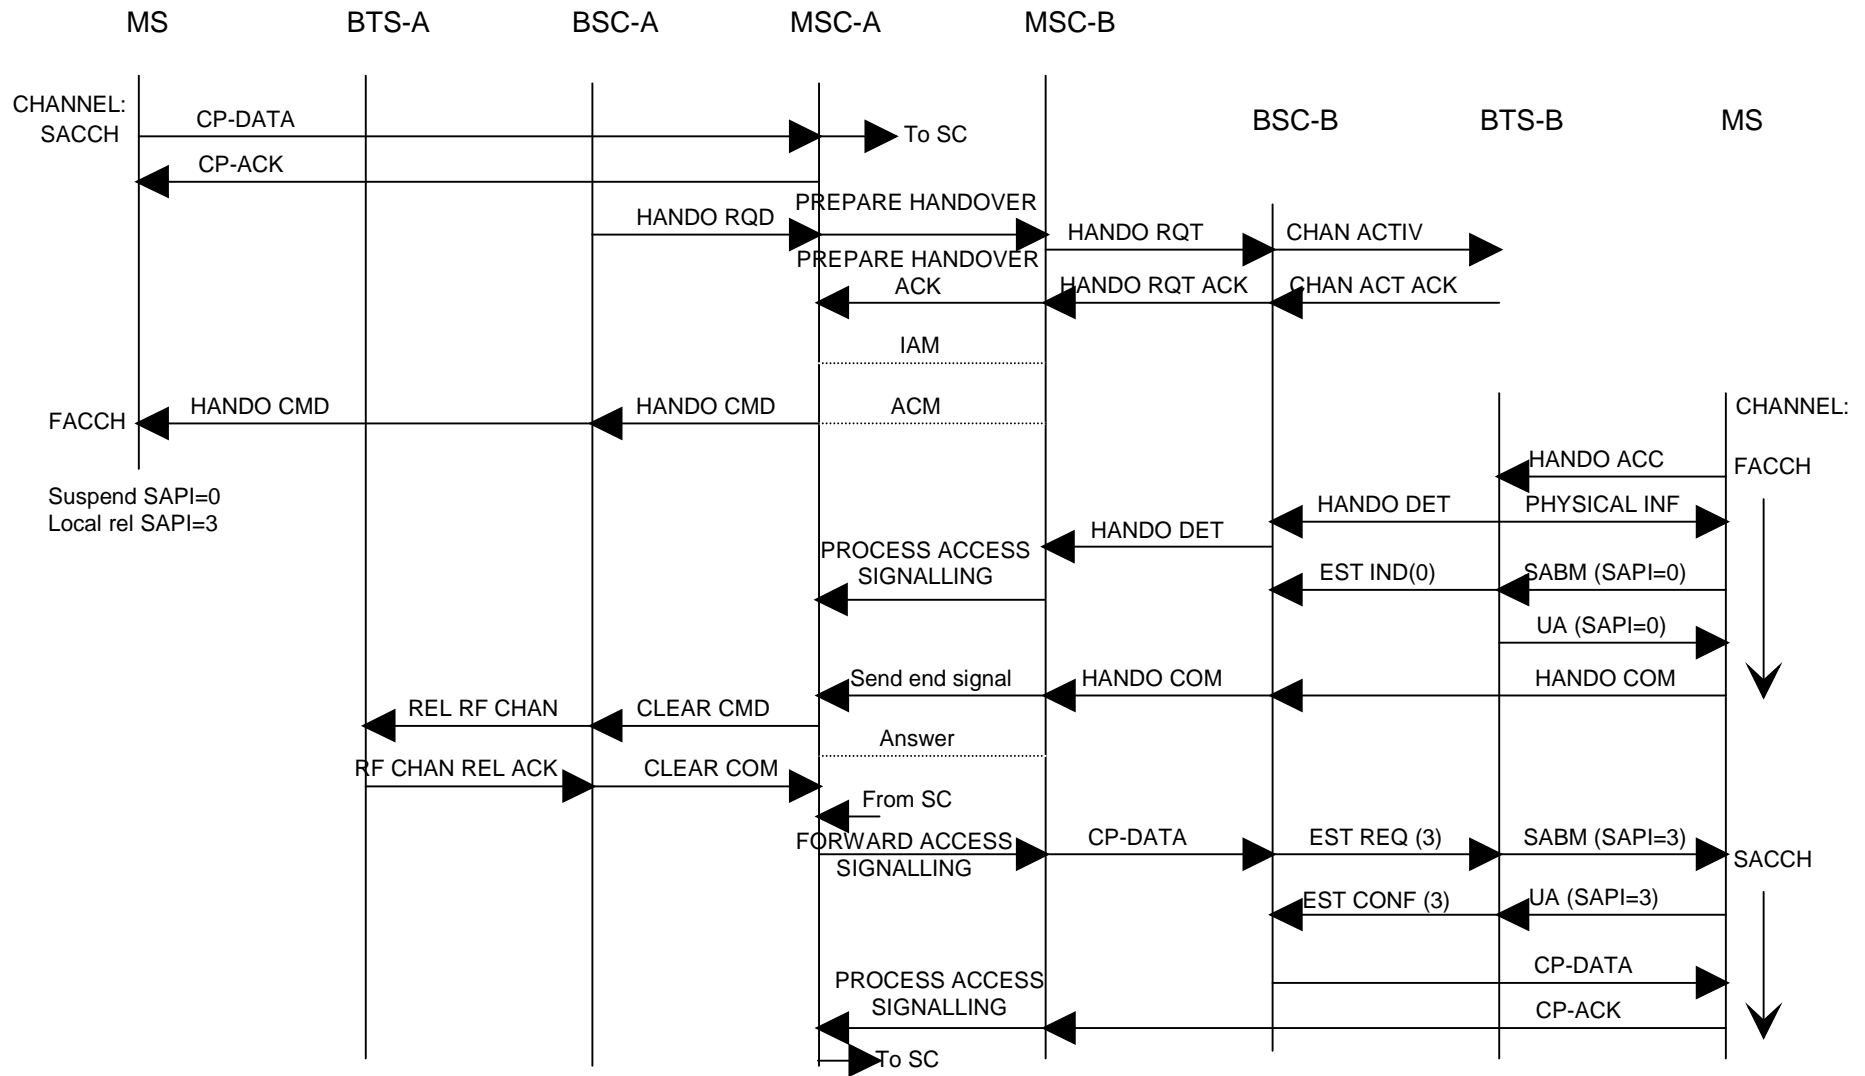 MS BTS-A BSC-A MSC-A MSC-B
CHANNEL:
SACCH CP-DATA To SC BSC-B BTS-B MS
CP-ACK
HANDO RQD PREPARE HANDOVER HANDO RQT CHAN ACTIV
PREPARE HANDOVER
ACK HANDO RQT ACK CHAN ACT ACK
IAM
FACCH HANDO CMD HANDO CMD ACM CHANNEL:
HANDO ACC FACCH
Suspend SAPI=0
Local rel SAPI=3
HANDO DET PHYSICAL INF
HANDO DET
PROCESS ACCESS
SIGNALLING EST IND(0) SABM (SAPI=0)
UA (SAPI=0)
Send end signal HANDO COM HANDO COM
REL RF CHAN CLEAR CMD
Answer
RF CHAN REL ACK CLEAR COM
From SC
FORWARD ACCESS
SIGNALLING CP-DATA EST REQ (3) SABM (SAPI=3) SACCH
EST CONF (3) UA (SAPI=3)
CP-DATA
PROCESS ACCESS
SIGNALLING CP-ACK
To SC